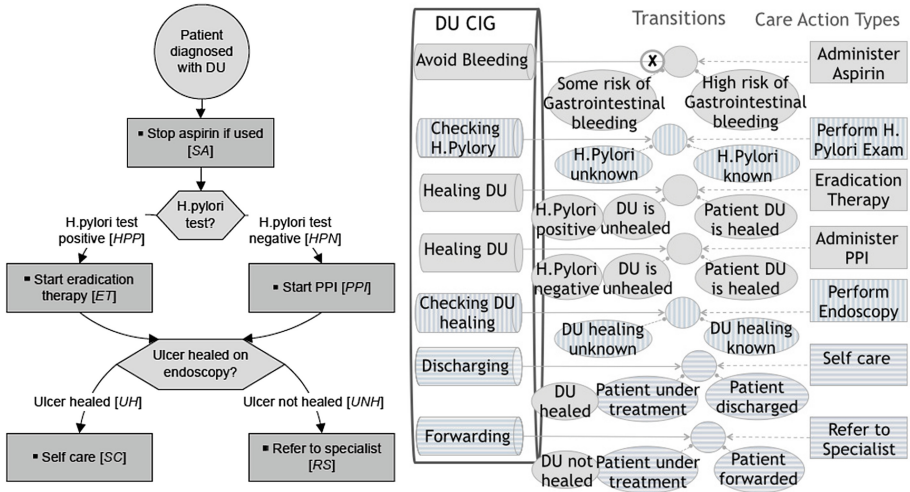 Patient
diagnosed
with DU
▪ Stop aspirin if used
[SA]
H.pylori
test?
H.pylori test
positive [HPP]
H.pylori test
negative [HPN]
▪ Start eradication
therapy [ET]
▪ Start PPI [PPI]
Ulcer healed on
endoscopy?
Ulcer healed [UH]
Ulcer not healed [UNH]
▪ Self care [SC]
▪ Refer to specialist
[RS]
DU CIG
Transitions
Care Action Types
Avoid Bleeding
X
Some risk of
Gastrointestinal
bleeding
High risk of
Gastrointestinal
bleeding
Administer
Aspirin
Checking
H.Pylory
H.Pylori
unknown
H.Pylori
known
Perform H.
Pylori Exam
Healing DU
H.Pylori
positive
DU is
unhealed
Patient DU
is healed
Eradication
Therapy
Healing DU
H.Pylori
negative
DU is
unhealed
Patient DU
is healed
Administer
PPI
Checking DU
healing
DU healing
unknown
DU healing
known
Perform
Endoscopy
Discharging
DU
healed
Patient under
treatment
Patient
discharged
Self care
Forwarding
DU not
healed
Patient under
treatment
Patient
forwarded
Refer to
Specialist